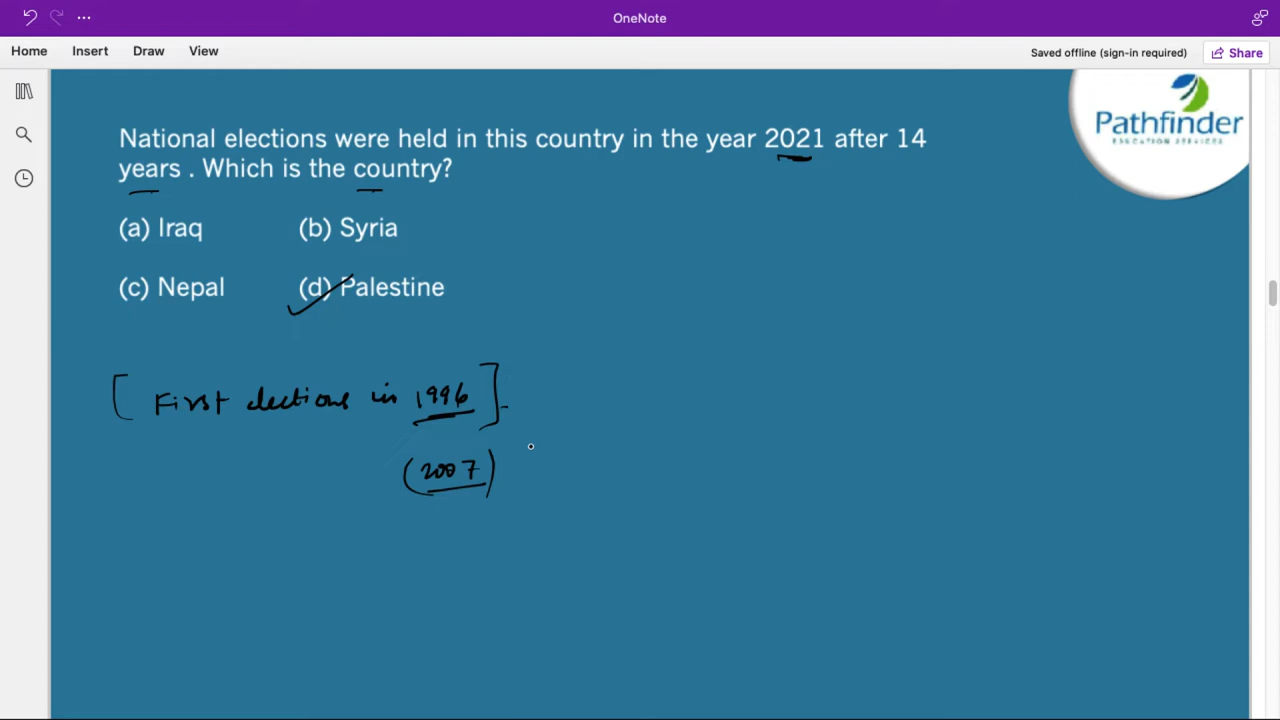 OneNote
Home Insert Draw View Saved offline (sign-in required) Share
Pathfinder
EDUCATION SERVICES
National elections were held in this country in the year 2021 after 14
years . Which is the country?
(a) Iraq (b) Syria
(c) Nepal (d) Palestine
[ First elections in 1996 ]
(2007)